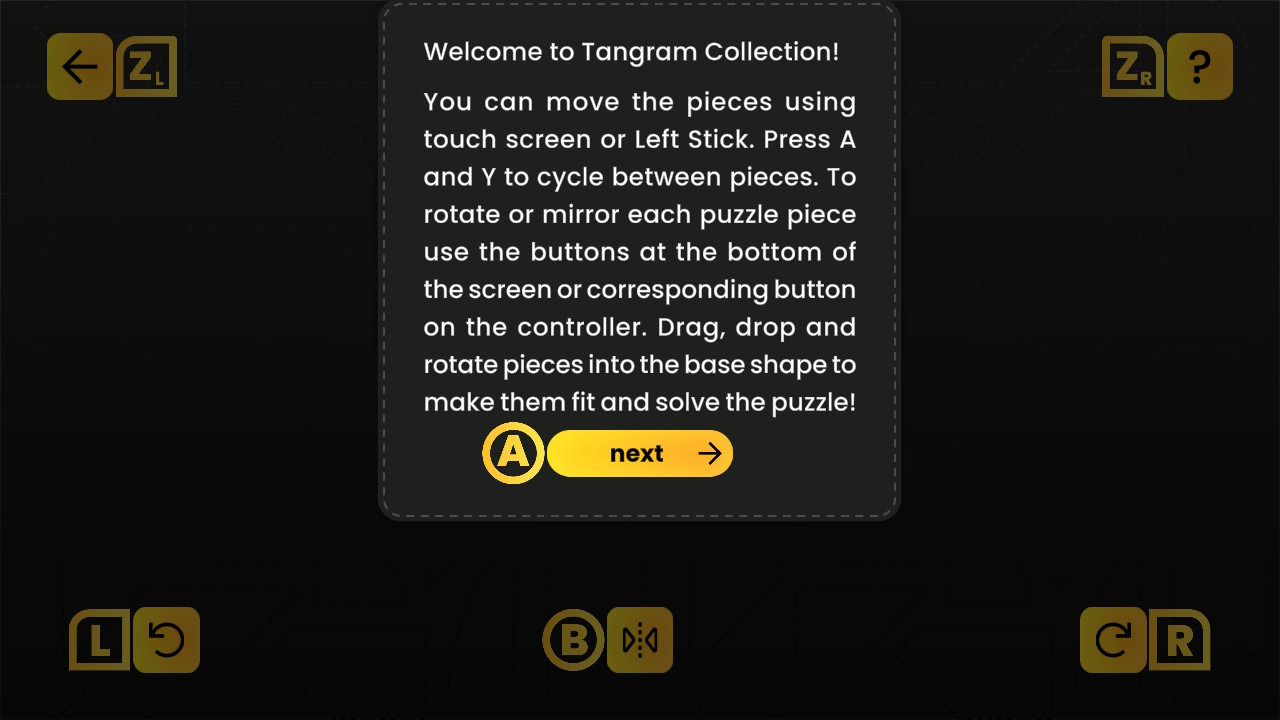 Welcome to Tangram Collection!
ZL
ZR ?
You can move the pieces using
touch screen or Left Stick. Press A
and Y to cycle between pieces. To
rotate or mirror each puzzle piece
use the buttons at the bottom of
the screen or corresponding button
on the controller. Drag, drop and
rotate pieces into the base shape to
make them fit and solve the puzzle!
A next
L
B
R